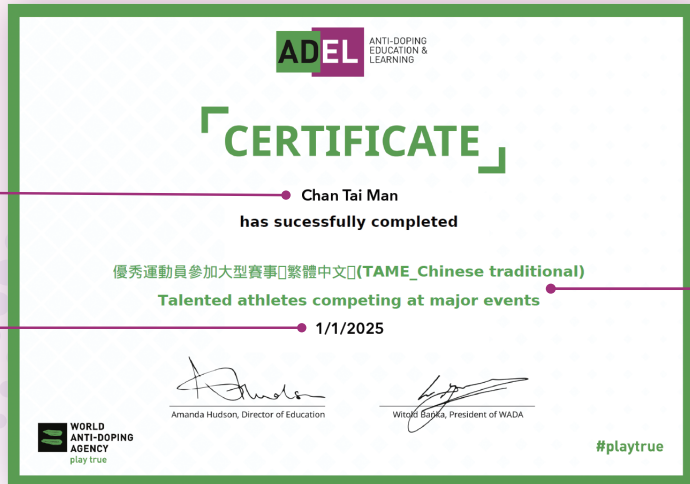 ADEL
ANTI-DOPING
EDUCATION &
LEARNING
CERTIFICATE
Chan Tai Man
has sucessfully completed
優秀運動員參加大型賽事▯繁體中文▯(TAME_Chinese traditional)
Talented athletes competing at major events
1/1/2025
Amanda Hudson, Director of Education
Witold Bańka, President of WADA
WORLD
ANTI-DOPING
AGENCY
play true
#playtrue